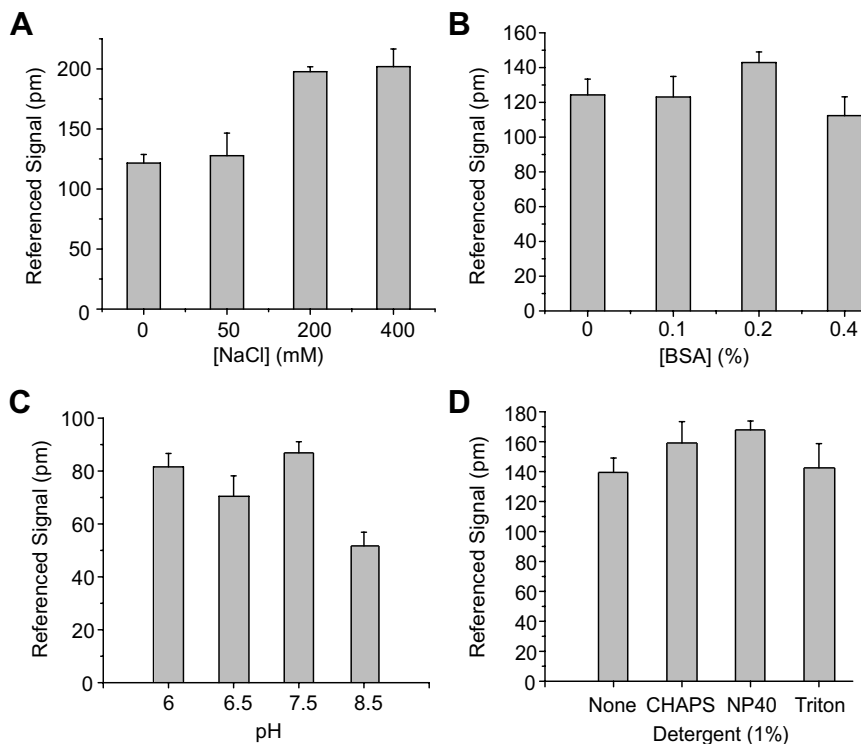 A
Referenced Signal (pm)
200
150
100
50
0
0 50 200 400
[NaCl] (mM)
B
Referenced Signal (pm)
160
140
120
100
80
60
40
20
0
0 0.1 0.2 0.4
[BSA] (%)
C
Referenced Signal (pm)
100
80
60
40
20
0
6 6.5 7.5 8.5
pH
D
Referenced Signal (pm)
180
160
140
120
100
80
60
40
20
0
None CHAPS NP40 Triton
Detergent (1%)